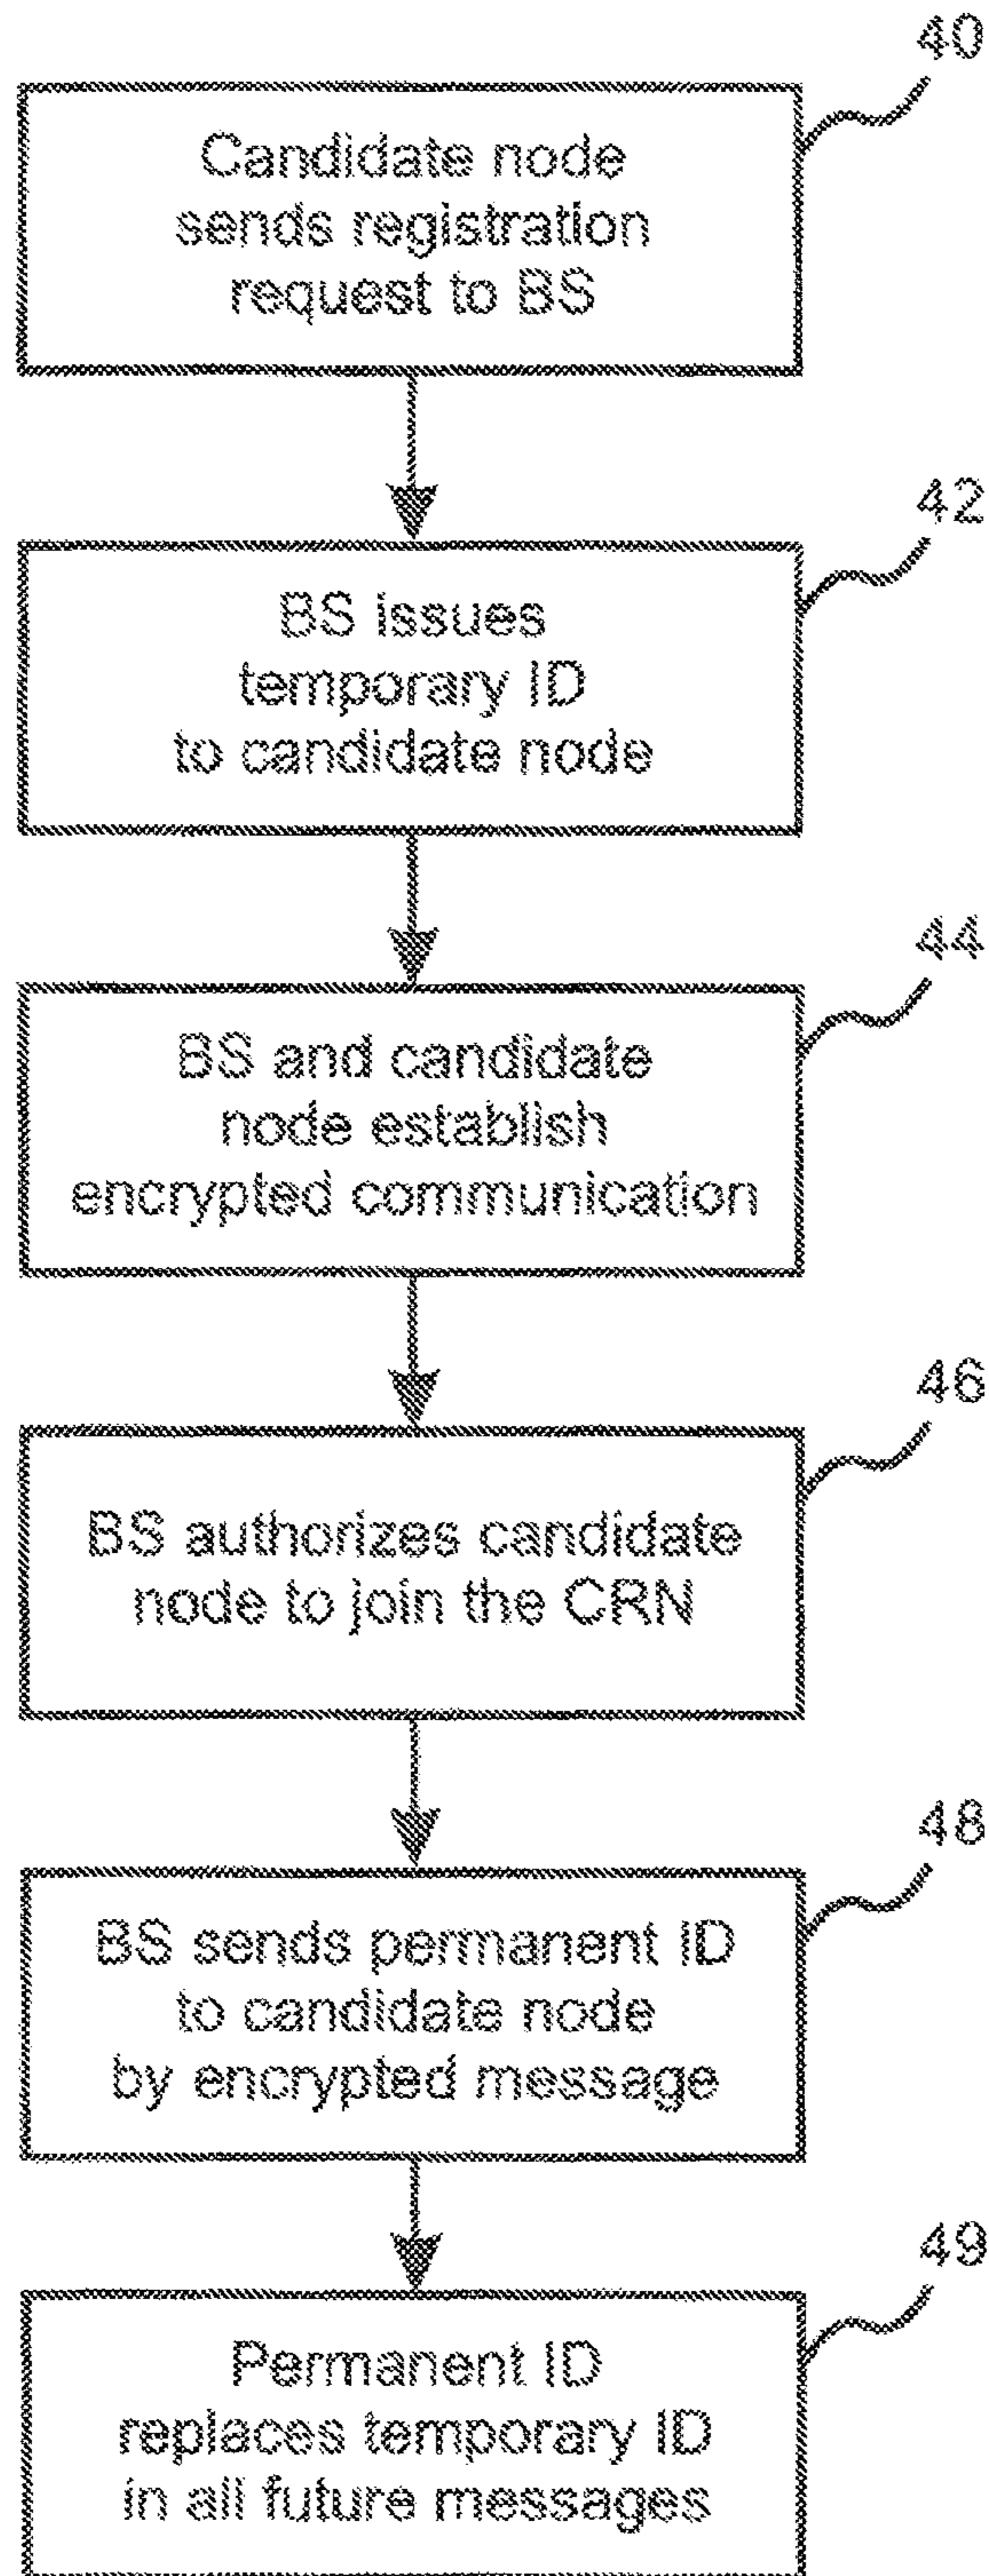 40
Candidate node
sends registration
request to BS
42
BS issues
temporary ID
to candidate node
44
BS and candidate
node establish
encrypted communication
46
BS authorizes candidate
node to join the CRN
48
BS sends permanent ID
to candidate node
by encrypted message
49
Permanent ID
replaces temporary ID
in all future messages